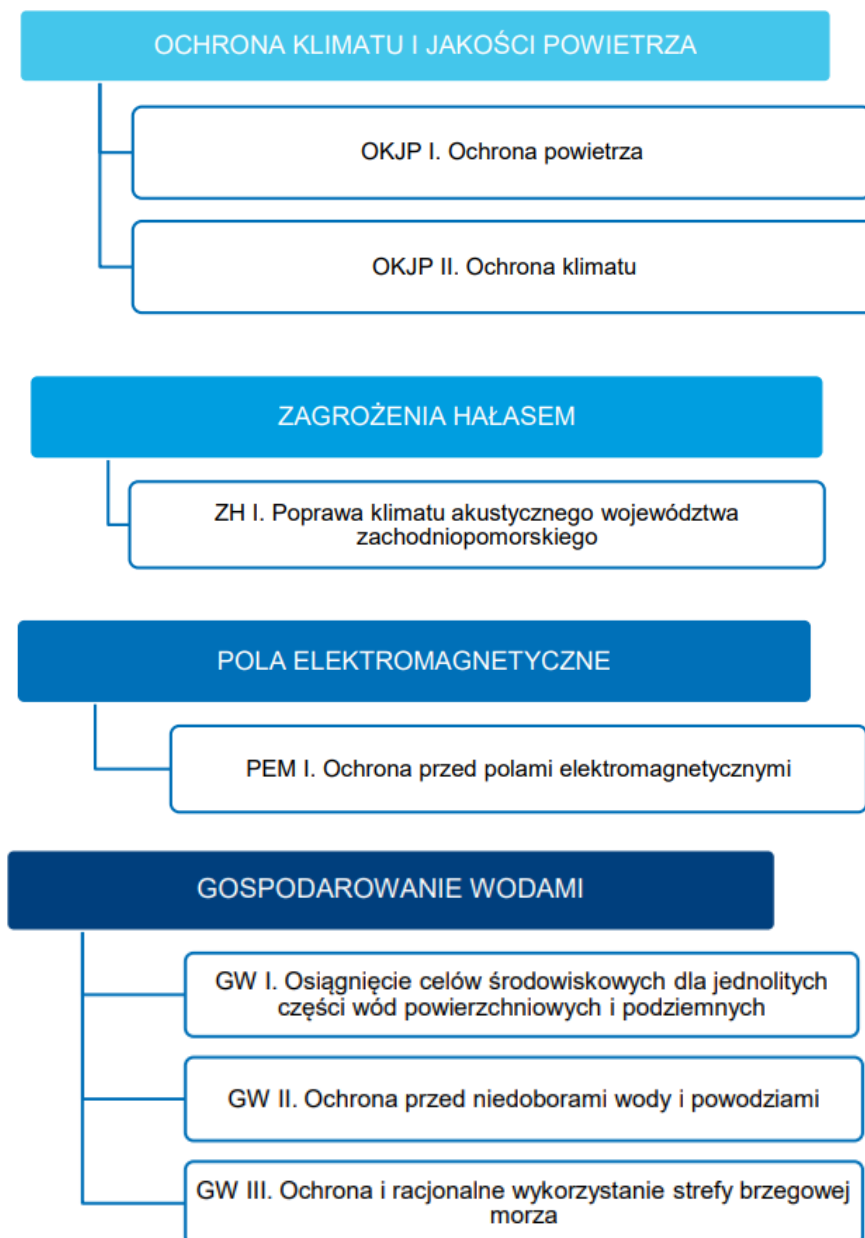 OCHRONA KLIMATU I JAKOŚCI POWIETRZA
OKJP I. Ochrona powietrza
OKJP II. Ochrona klimatu
ZAGROŻENIA HAŁASEM
ZH I. Poprawa klimatu akustycznego województwa
zachodniopomorskiego
POLA ELEKTROMAGNETYCZNE
PEM I. Ochrona przed polami elektromagnetycznymi
GOSPODAROWANIE WODAMI
GW I. Osiągnięcie celów środowiskowych dla jednolitych
części wód powierzchniowych i podziemnych
GW II. Ochrona przed niedoborami wody i powodziami
GW III. Ochrona i racjonalne wykorzystanie strefy brzegowej
morza